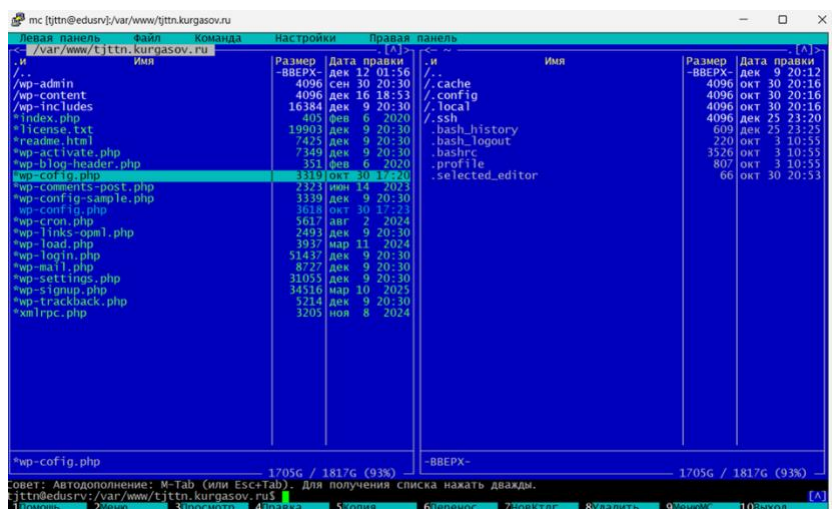 mc [tjttn@edusrv]:/var/www/tjttn.kurgasov.ru
Левая панель Файл Команда Настройки Правая панель
/var/www/tjttn.kurgasov.ru .[^]> <- ~ .[^]>
.и Имя Размер Дата правки .и Имя Размер Дата правки
/.. -ВВЕРХ- дек 12 01:56 /.. -ВВЕРХ- дек 9 20:12
/wp-admin 4096 сен 30 20:30 /.cache 4096 окт 30 20:16
/wp-content 4096 дек 16 18:53 /.config 4096 окт 30 20:16
/wp-includes 16384 дек 9 20:30 /.local 4096 окт 30 20:16
*index.php 405 фев 6 2020 /.ssh 4096 дек 25 23:20
*license.txt 19903 дек 9 20:30 .bash_history 609 дек 25 23:25
*readme.html 7425 дек 9 20:30 .bash_logout 220 окт 3 10:55
*wp-activate.php 7349 дек 9 20:30 .bashrc 3526 окт 3 10:55
*wp-blog-header.php 351 фев 6 2020 .profile 807 окт 3 10:55
*wp-cofig.php 3319 окт 30 17:20 .selected_editor 66 окт 30 20:53
*wp-comments-post.php 2323 июн 14 2023
*wp-config-sample.php 3339 дек 9 20:30
wp-config.php 3618 окт 30 17:23
*wp-cron.php 5617 авг 2 2024
*wp-links-opml.php 2493 дек 9 20:30
*wp-load.php 3937 мар 11 2024
*wp-login.php 51437 дек 9 20:30
*wp-mail.php 8727 дек 9 20:30
*wp-settings.php 31055 дек 9 20:30
*wp-signup.php 34516 мар 10 2025
*wp-trackback.php 5214 дек 9 20:30
*xmlrpc.php 3205 ноя 8 2024
*wp-cofig.php -ВВЕРХ-
1705G / 1817G (93%) 1705G / 1817G (93%)
Совет: Автодополнение: M-Tab (или Esc+Tab). Для получения списка нажать дважды.
tjttn@edusrv:/var/www/tjttn.kurgasov.ru$ [^]
1Помощь 2Меню 3Просмотр 4Правка 5Копия 6Перенос 7НовКтлг 8Удалить 9МенюМС 10Выход